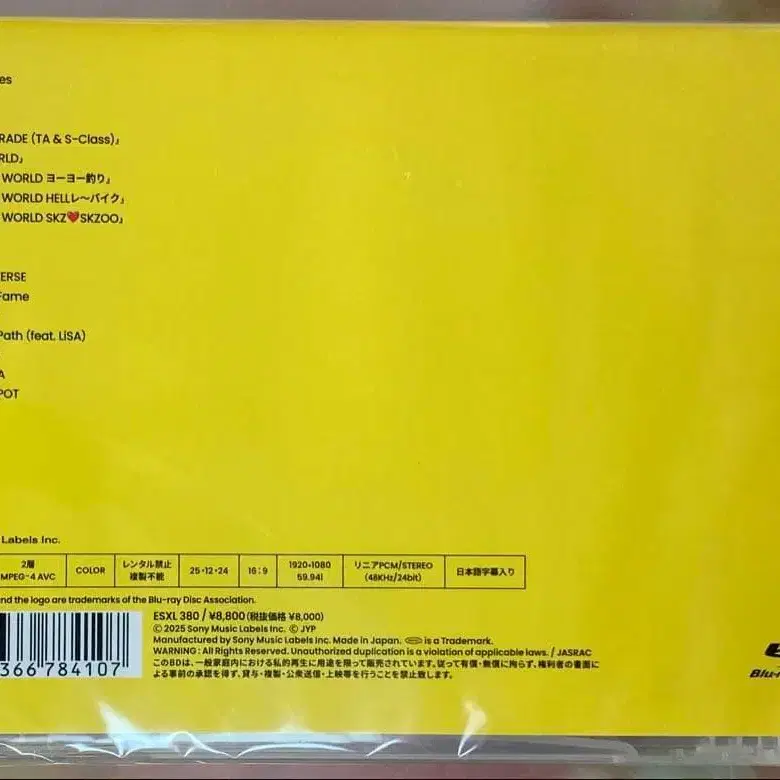 es
RADE (TA & S-Class)』
RLD』
WORLD ヨーヨー釣り』
WORLD HELLレ〜バイク』
WORLD SKZ❤️SKZOO』
ERSE
Fame
Path (feat. LiSA)
A
POT
Labels Inc.
2層
MPEG-4 AVC
COLOR
レンタル禁止
複製不能
25・12・24
16:9
1920×1080
59.94i
リニアPCM/STEREO
(48KHz/24bit)
日本語字幕入り
nd the logo are trademarks of the Blu-ray Disc Association.
ESXL 380 / ¥8,800(税抜価格 ¥8,000)
Ⓒ 2025 Sony Music Labels Inc. Ⓒ JYP
Manufactured by Sony Music Labels Inc. Made in Japan. is a Trademark.
WARNING : All Rights Reserved. Unauthorized duplication is a violation of applicable laws. / JASRAC
このBDは、一般家庭内における私的再生に用途を限って販売されています。従って有償・無償に拘らず、権利者の書面に
よる事前の承認を得ず、貸与・複製・公衆送信・上映等を行うことを禁止致します。
366784107
Blu-r